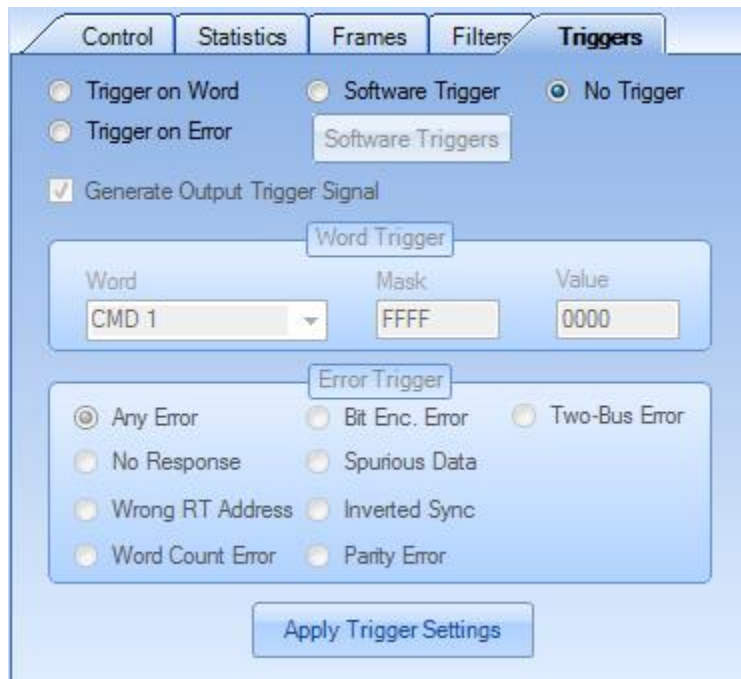 Control Statistics Frames Filters Triggers
Trigger on Word Software Trigger No Trigger
Trigger on Error Software Triggers
Generate Output Trigger Signal
Word Trigger
Word Mask Value
CMD 1 FFFF 0000
Error Trigger
Any Error Bit Enc. Error Two-Bus Error
No Response Spurious Data
Wrong RT Address Inverted Sync
Word Count Error Parity Error
Apply Trigger Settings